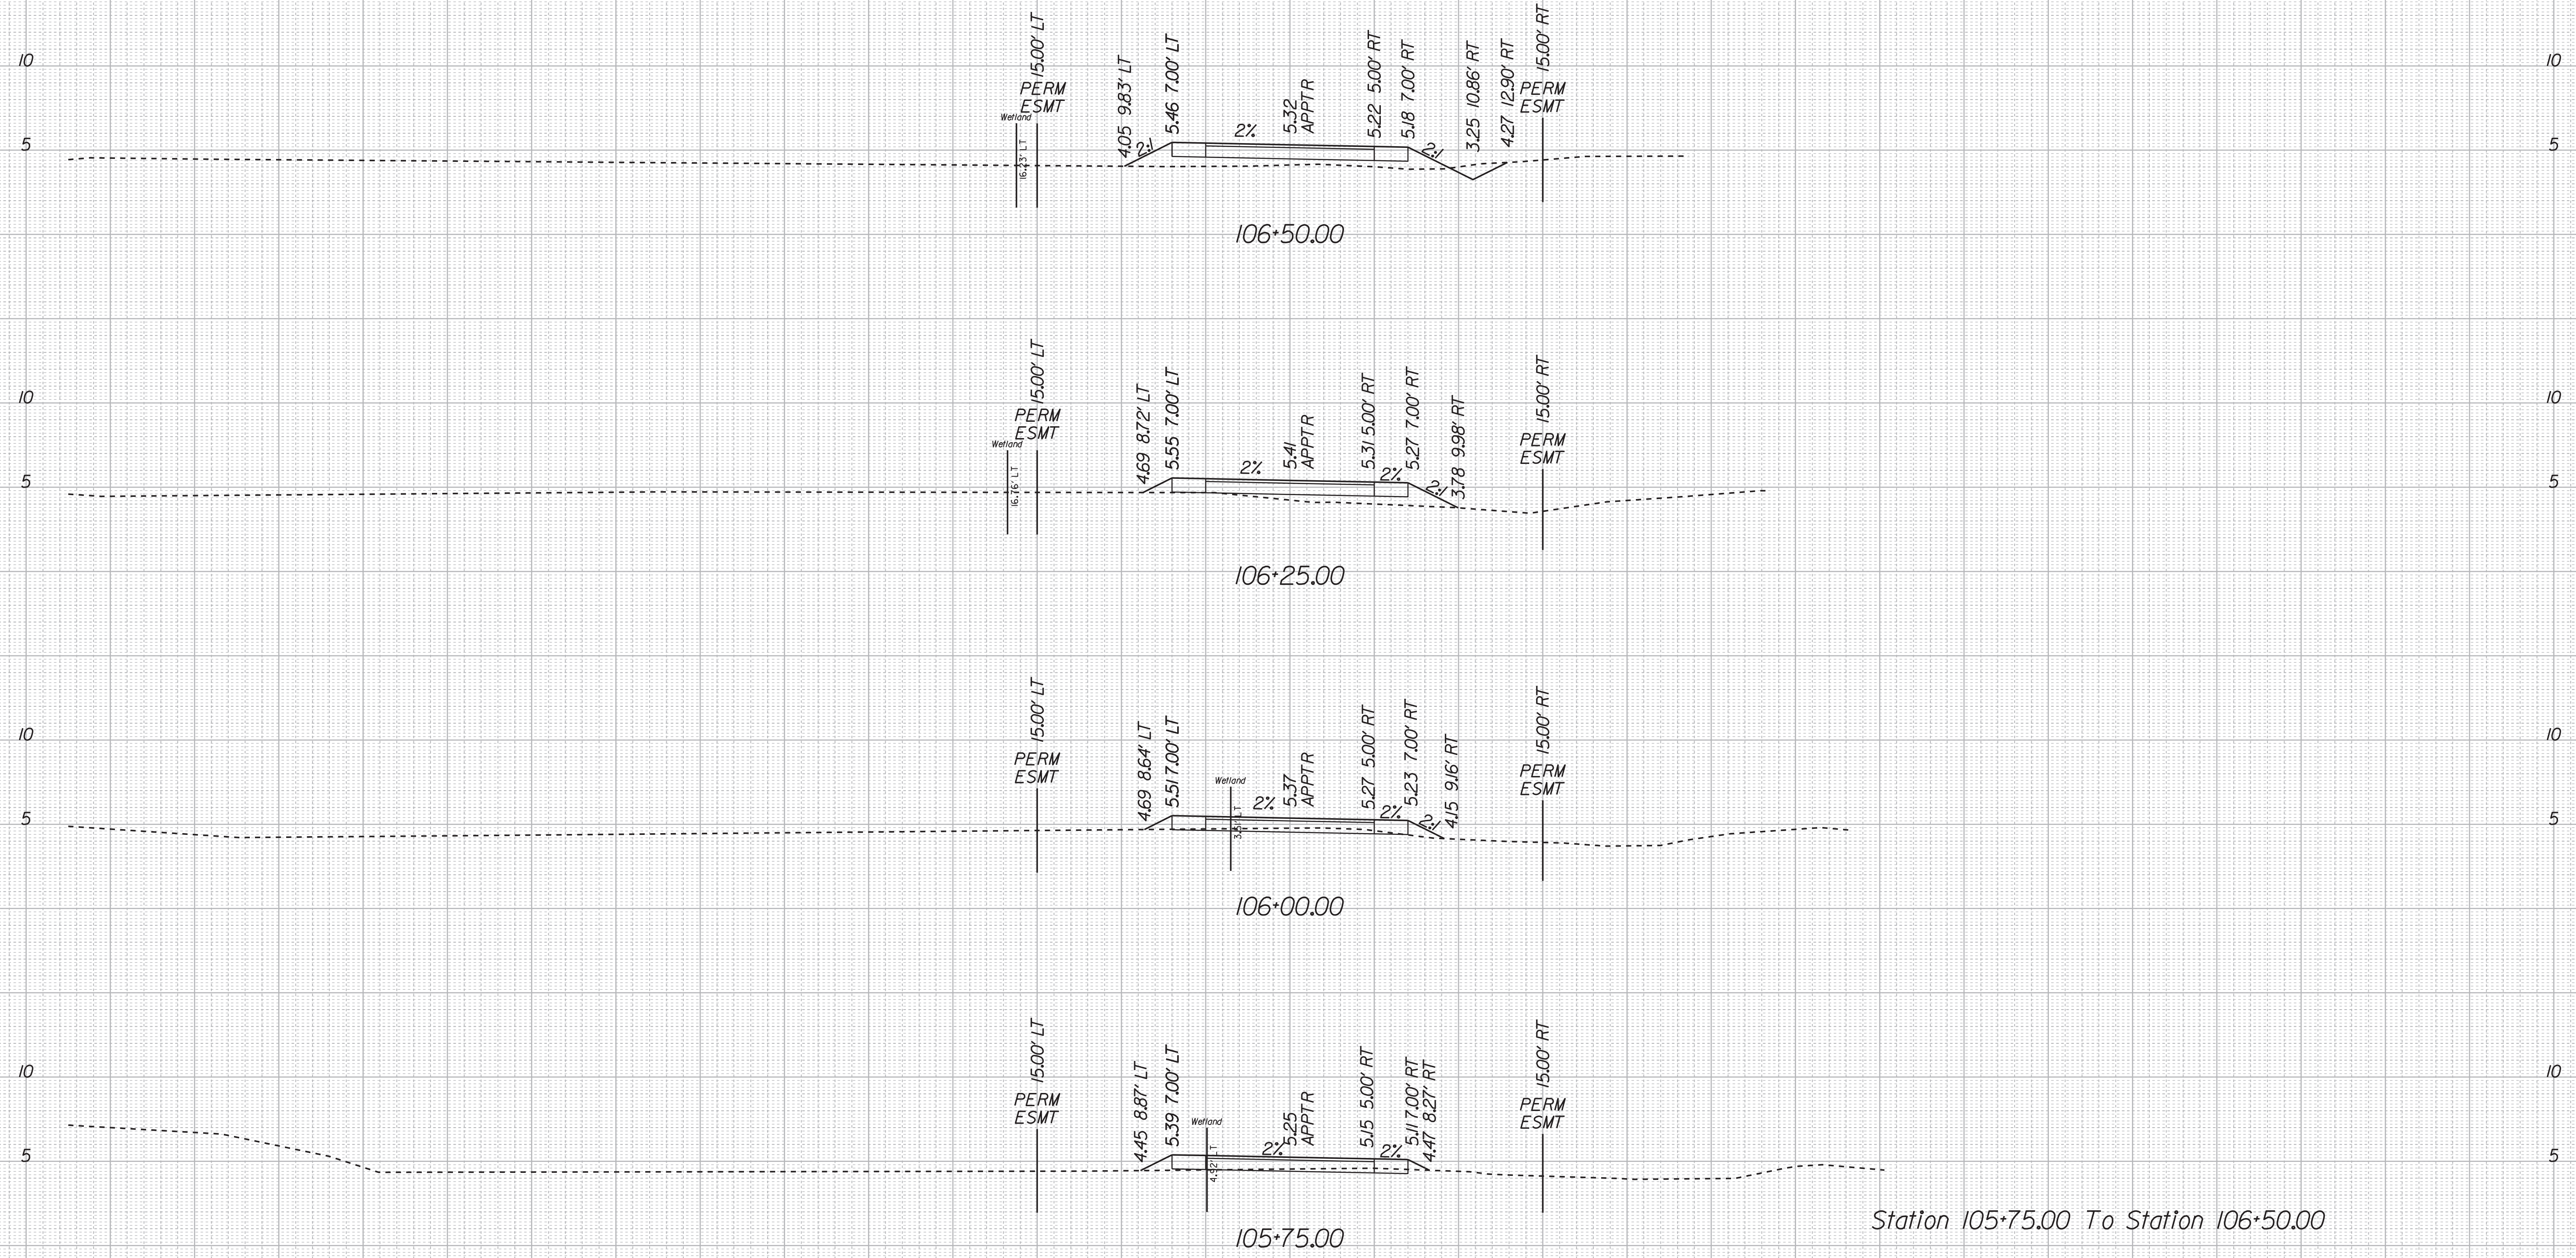 10
10
15.00' LT
PERM
ESMT
Wetland
16.23' LT
4.05 9.83' LT
2:1
5.46 7.00' LT
2%
5.32
APPTR
5.22 5.00' RT
5.18 7.00' RT
2:1
3.25 10.86' RT
4.27 12.90' RT
15.00' RT
PERM
ESMT
5
5
106+50.00
10
10
15.00' LT
PERM
ESMT
Wetland
16.76' LT
4.69 8.72' LT
5.55 7.00' LT
2%
5.41
APPTR
5.31 5.00' RT
2%
5.27 7.00' RT
2:1
3.78 9.98' RT
15.00' RT
PERM
ESMT
5
5
106+25.00
10
10
15.00' LT
PERM
ESMT
4.69 8.64' LT
5.51 7.00' LT
Wetland
3.51' LT
2%
5.37
APPTR
5.27 5.00' RT
2%
5.23 7.00' RT
2:1
4.15 9.16' RT
15.00' RT
PERM
ESMT
5
5
106+00.00
10
10
15.00' LT
PERM
ESMT
4.45 8.87' LT
5.39 7.00' LT
Wetland
4.92' LT
2%
5.25
APPTR
5.15 5.00' RT
2%
5.11 7.00' RT
4.47 8.27' RT
15.00' RT
PERM
ESMT
5
5
105+75.00
Station 105+75.00 To Station 106+50.00